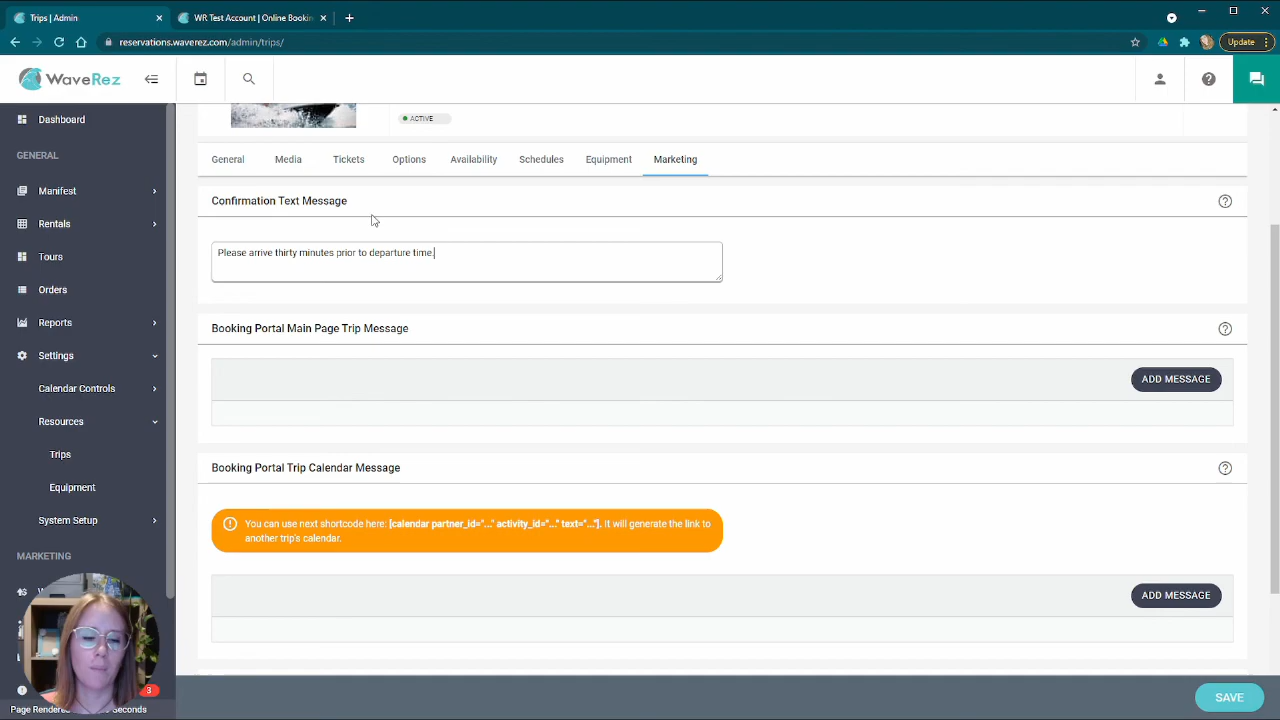 Trips | Admin
WR Test Account | Online Bookin
reservations.waverez.com/admin/trips/
Update
WaveRez
Dashboard
GENERAL
Manifest
Rentals
Tours
Orders
Reports
Settings
Calendar Controls
Resources
Trips
Equipment
System Setup
MARKETING
3
Page Rendere
seconds
ACTIVE
General
Media
Tickets
Options
Availability
Schedules
Equipment
Marketing
Confirmation Text Message
Please arrive thirty minutes prior to departure time.
Booking Portal Main Page Trip Message
ADD MESSAGE
Booking Portal Trip Calendar Message
You can use next shortcode here: [calendar partner_id="..." activity_id="..." text="..."]. It will generate the link to
another trip's calendar.
ADD MESSAGE
SAVE